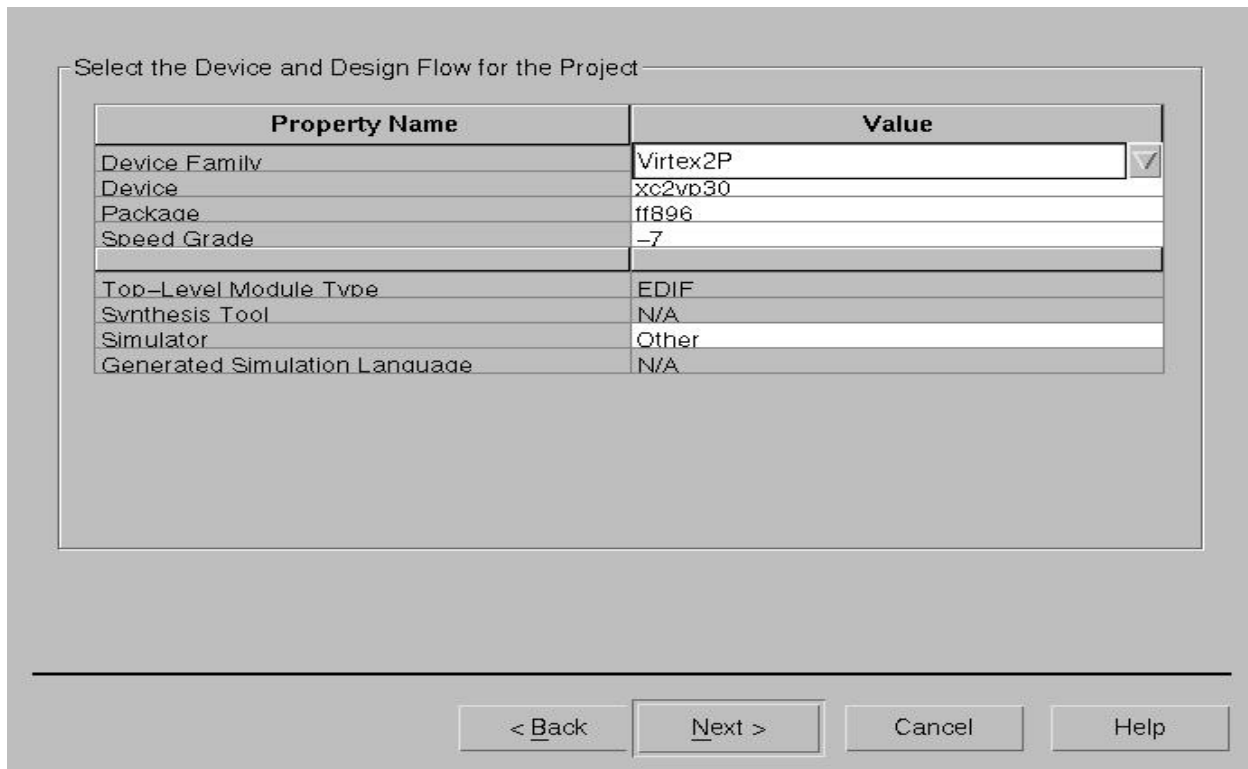 Select the Device and Design Flow for the Project
Property Name Value
Device Family Virtex2P
Device xc2vp30
Package ff896
Speed Grade -7
Top-Level Module Type EDIF
Synthesis Tool N/A
Simulator Other
Generated Simulation Language N/A
< Back Next > Cancel Help